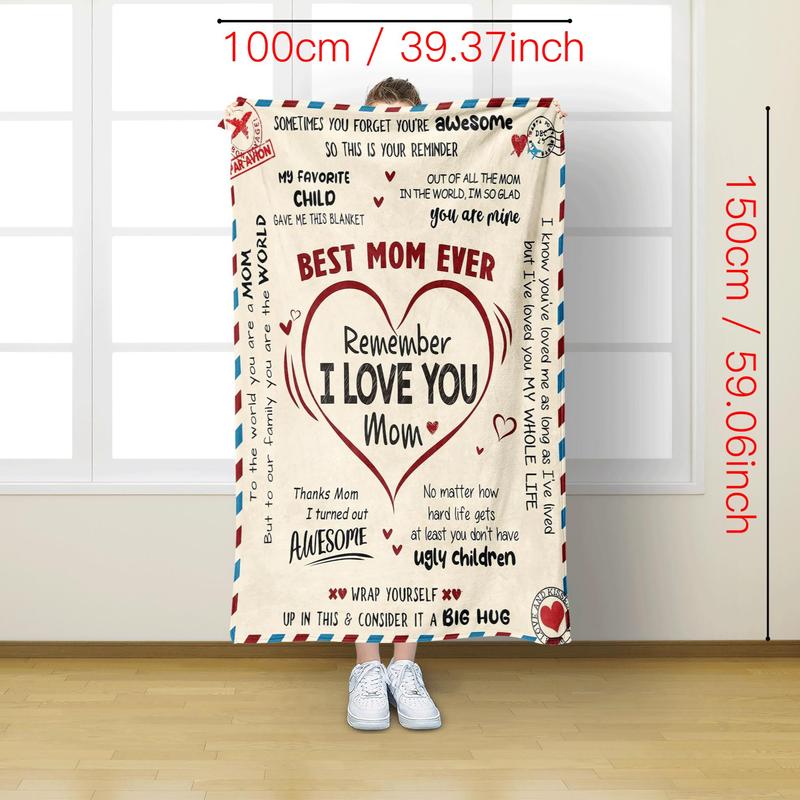 100cm / 39.37inch
150cm / 59.06inch
PAR AVION
DEC
SOMETIMES YOU FORGET YOU'RE awesome
SO THIS IS YOUR REMINDER
MY FAVORITE
CHILD
GAVE ME THIS BLANKET
OUT OF ALL THE MOM
IN THE WORLD, I'M SO GLAD
you are mine
BEST MOM EVER
To the world you are a MOM
But to our family you are the WORLD
I know you've loved me as long as I've lived
but I've loved you MY WHOLE LIFE
Remember
I LOVE YOU
Mom
Thanks Mom
I turned out
AWESOME
No matter how
hard life gets
at least you don't have
ugly children
WRAP YOURSELF
UP IN THIS & CONSIDER IT A BIG HUG
LOVE AND